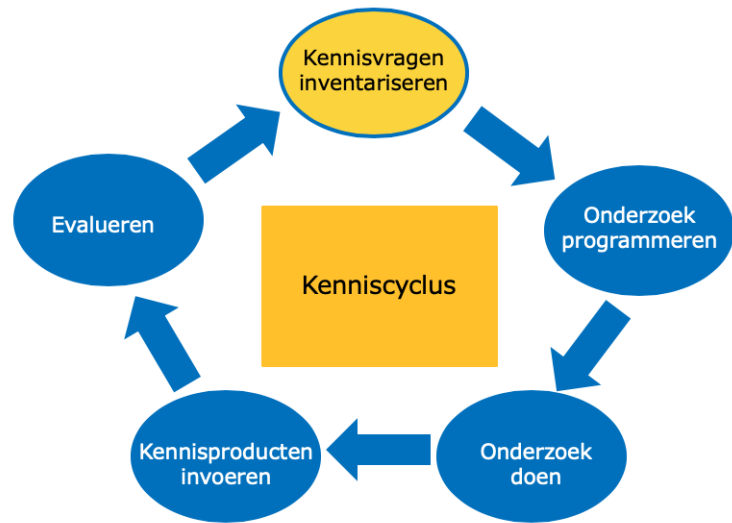 Kennisvragen
inventariseren
Onderzoek
programmeren
Onderzoek
doen
Kennisproducten
invoeren
Evalueren
Kenniscyclus